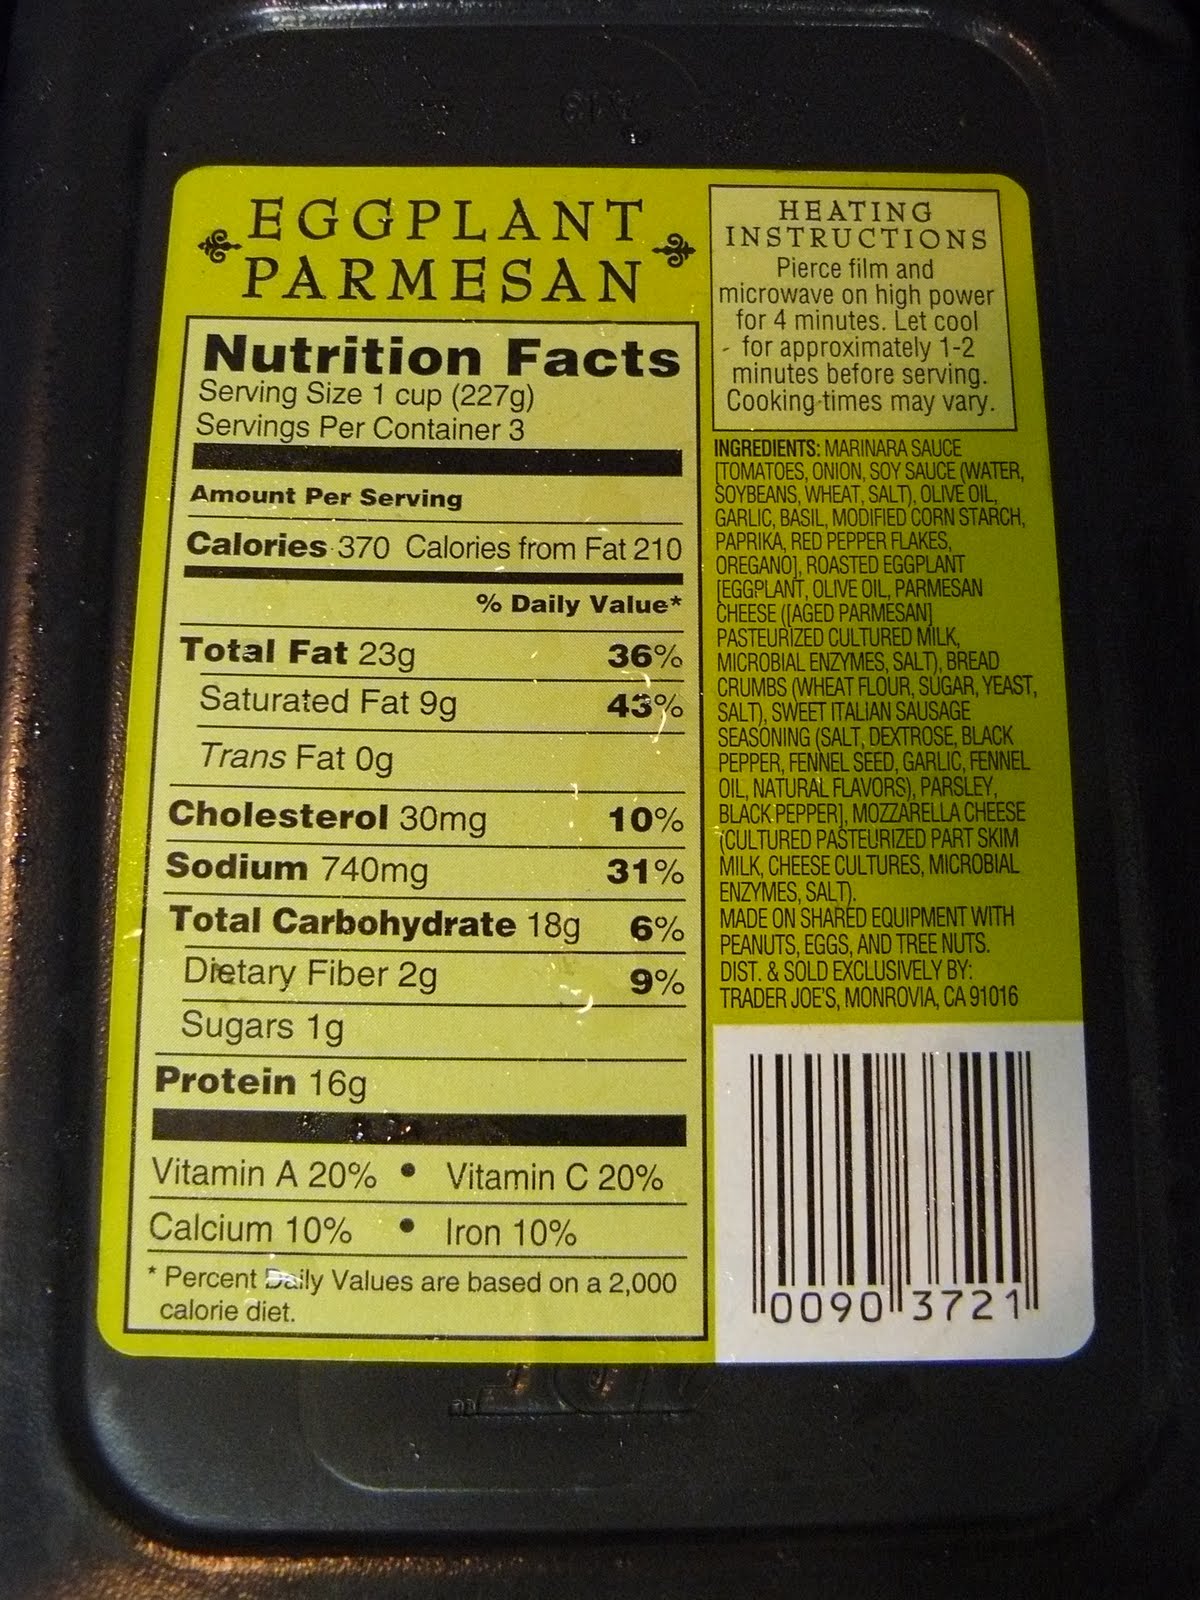 EGGPLANT
PARMESAN
Nutrition Facts
Serving Size 1 cup (227g)
Servings Per Container 3
Amount Per Serving
Calories 370 Calories from Fat 210
% Daily Value*
Total Fat 23g 36%
Saturated Fat 9g 43%
Trans Fat 0g
Cholesterol 30mg 10%
Sodium 740mg 31%
Total Carbohydrate 18g 6%
Dietary Fiber 2g 9%
Sugars 1g
Protein 16g
Vitamin A 20% • Vitamin C 20%
Calcium 10% • Iron 10%
* Percent Daily Values are based on a 2,000
calorie diet.
HEATING
INSTRUCTIONS
Pierce film and
microwave on high power
for 4 minutes. Let cool
for approximately 1-2
minutes before serving.
Cooking times may vary.
INGREDIENTS: MARINARA SAUCE
[TOMATOES, ONION, SOY SAUCE (WATER,
SOYBEANS, WHEAT, SALT), OLIVE OIL,
GARLIC, BASIL, MODIFIED CORN STARCH,
PAPRIKA, RED PEPPER FLAKES,
OREGANO], ROASTED EGGPLANT
[EGGPLANT, OLIVE OIL, PARMESAN
CHEESE ([AGED PARMESAN]
PASTEURIZED CULTURED MILK,
MICROBIAL ENZYMES, SALT), BREAD
CRUMBS (WHEAT FLOUR, SUGAR, YEAST,
SALT), SWEET ITALIAN SAUSAGE
SEASONING (SALT, DEXTROSE, BLACK
PEPPER, FENNEL SEED, GARLIC, FENNEL
OIL, NATURAL FLAVORS), PARSLEY,
BLACK PEPPER], MOZZARELLA CHEESE
(CULTURED PASTEURIZED PART SKIM
MILK, CHEESE CULTURES, MICROBIAL
ENZYMES, SALT).
MADE ON SHARED EQUIPMENT WITH
PEANUTS, EGGS, AND TREE NUTS.
DIST. & SOLD EXCLUSIVELY BY:
TRADER JOE'S, MONROVIA, CA 91016
0090 3721